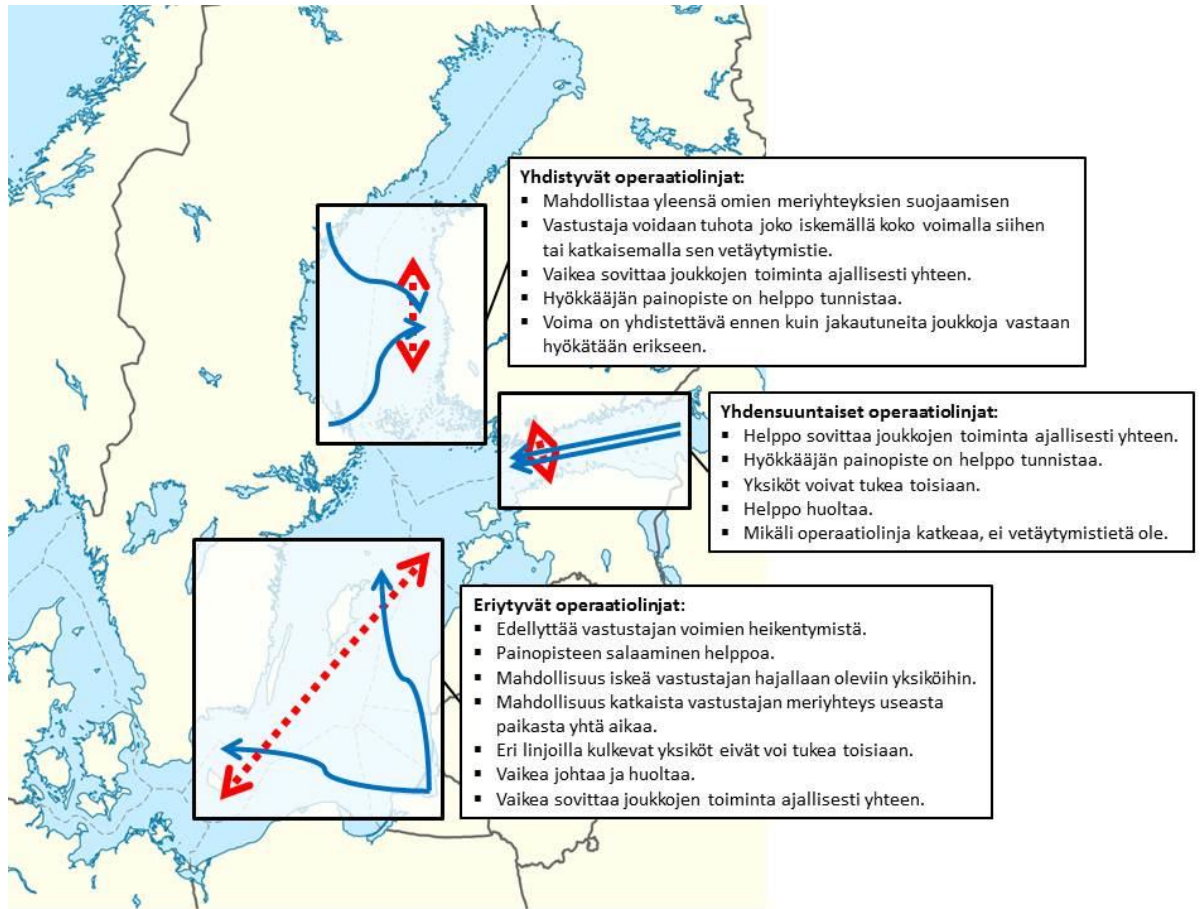 Yhdistyvät operaatiolinjat:
▪ Mahdollistaa yleensä omien meriyhteyksien suojaamisen
▪ Vastustaja voidaan tuhota joko iskemällä koko voimalla siihen
tai katkaisemalla sen vetäytymistie.
▪ Vaikea sovittaa joukkojen toiminta ajallisesti yhteen.
▪ Hyökkääjän painopiste on helppo tunnistaa.
▪ Voima on yhdistettävä ennen kuin jakautuneita joukkoja vastaan
hyökätään erikseen.
Yhdensuuntaiset operaatiolinjat:
▪ Helppo sovittaa joukkojen toiminta ajallisesti yhteen.
▪ Hyökkääjän painopiste on helppo tunnistaa.
▪ Yksiköt voivat tukea toisiaan.
▪ Helppo huoltaa.
▪ Mikäli operaatiolinja katkeaa, ei vetäytymistietä ole.
Eriytyvät operaatiolinjat:
▪ Edellyttää vastustajan voimien heikentymistä.
▪ Painopisteen salaaminen helppoa.
▪ Mahdollisuus iskeä vastustajan hajallaan oleviin yksiköihin.
▪ Mahdollisuus katkaista vastustajan meriyhteys useasta
paikasta yhtä aikaa.
▪ Eri linjoilla kulkevat yksiköt eivät voi tukea toisiaan.
▪ Vaikea johtaa ja huoltaa.
▪ Vaikea sovittaa joukkojen toiminta ajallisesti yhteen.